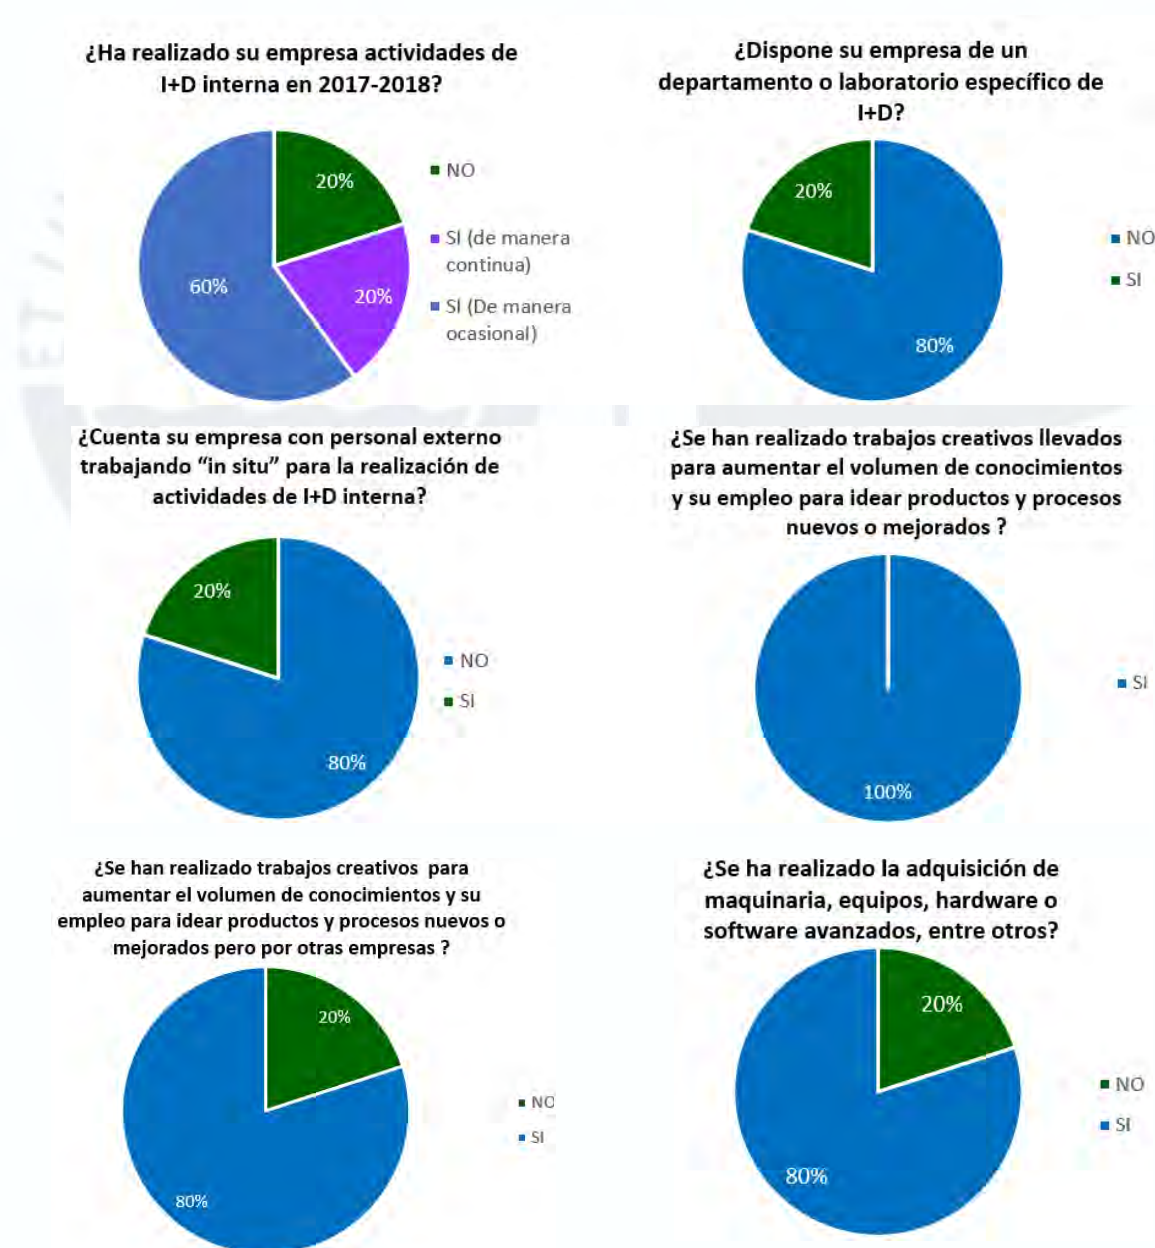 ¿Ha realizado su empresa actividades de
I+D interna en 2017-2018?
20%
20%
60%
NO
SI (de manera
continua)
SI (De manera
ocasional)
¿Dispone su empresa de un
departamento o laboratorio específico de
I+D?
20%
80%
NO
SI
¿Cuenta su empresa con personal externo
trabajando “in situ” para la realización de
actividades de I+D interna?
20%
80%
NO
SI
¿Se han realizado trabajos creativos llevados
para aumentar el volumen de conocimientos
y su empleo para idear productos y procesos
nuevos o mejorados ?
100%
SI
¿Se han realizado trabajos creativos para
aumentar el volumen de conocimientos y su
empleo para idear productos y procesos nuevos o
mejorados pero por otras empresas ?
20%
80%
NO
SI
¿Se ha realizado la adquisición de
maquinaria, equipos, hardware o
software avanzados, entre otros?
20%
80%
NO
SI